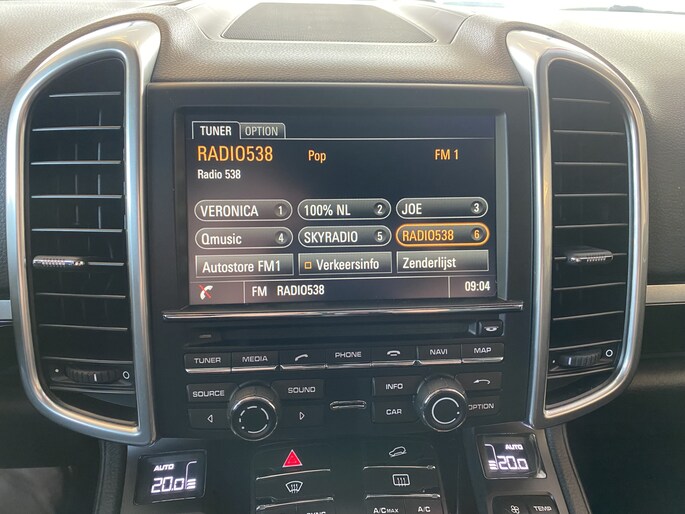 TUNER OPTION
RADIO538 Pop FM 1
Radio 538
VERONICA 1 100% NL 2 JOE 3
Qmusic 4 SKYRADIO 5 RADIO538 6
Autostore FM1 Verkeersinfo Zenderlijst
FM RADIO538 09:04
TUNER MEDIA PHONE NAVI MAP
SOURCE SOUND INFO
CAR OPTION
AUTO AUTO
20.0 20.0
A/C MAX A/C TEMP